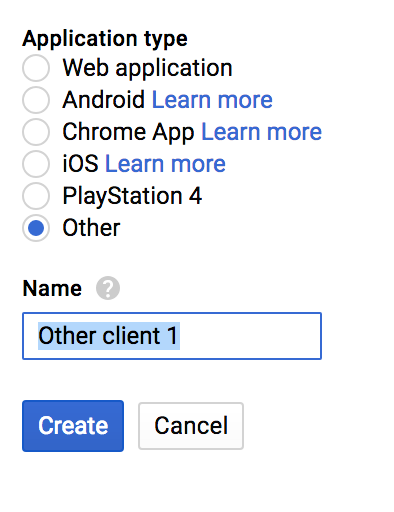 Application type
Web application
Android Learn more
Chrome App Learn more
iOS Learn more
PlayStation 4
Other
Name ?
Other client 1
Create Cancel